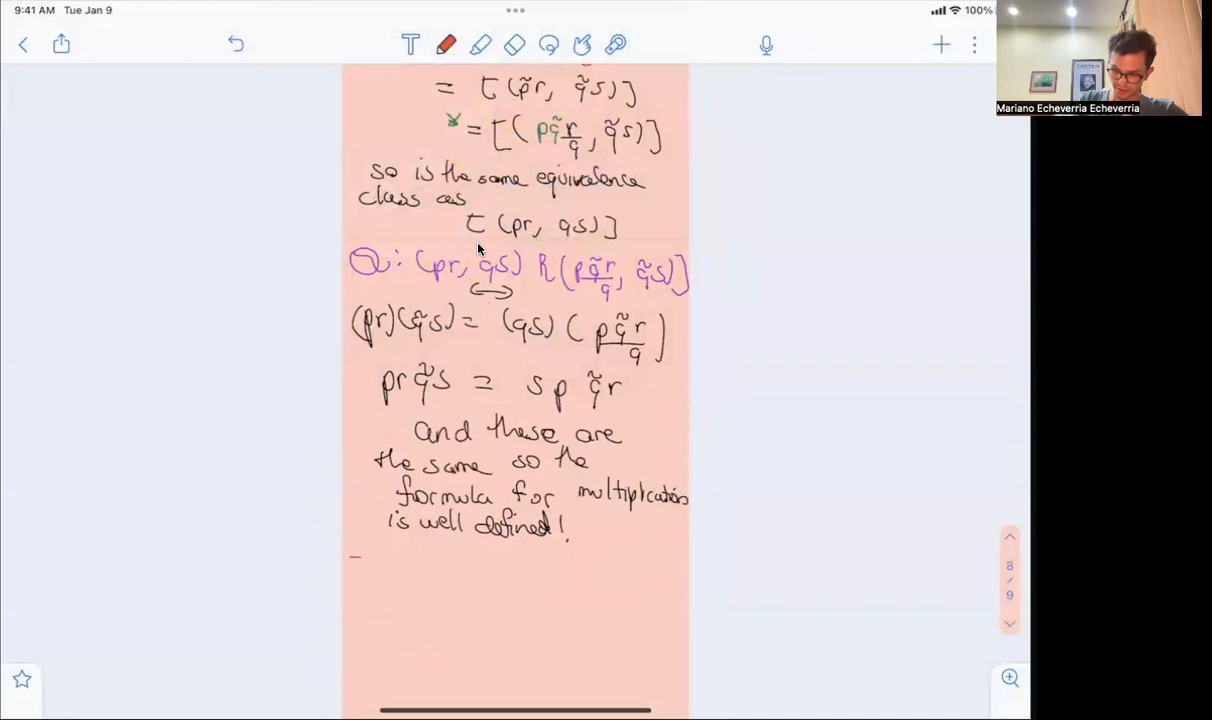 9:41 AM Tue Jan 9
100%
= [(p̃r, q̃s)]
= [(pq̃r/q, q̃s)]
so is the same equivalence
class as
[(pr, qs)]
Q: (pr, qs) R (pq̃r/q, q̃s)]
↔
(pr)(q̃s) = (qs)(pq̃r/q)
prq̃s = sp q̃r
and these are
the same so the
formula for multiplication
is well defined!
8
/
9
T
EINSTEIN
Mariano Echeverria Echeverria